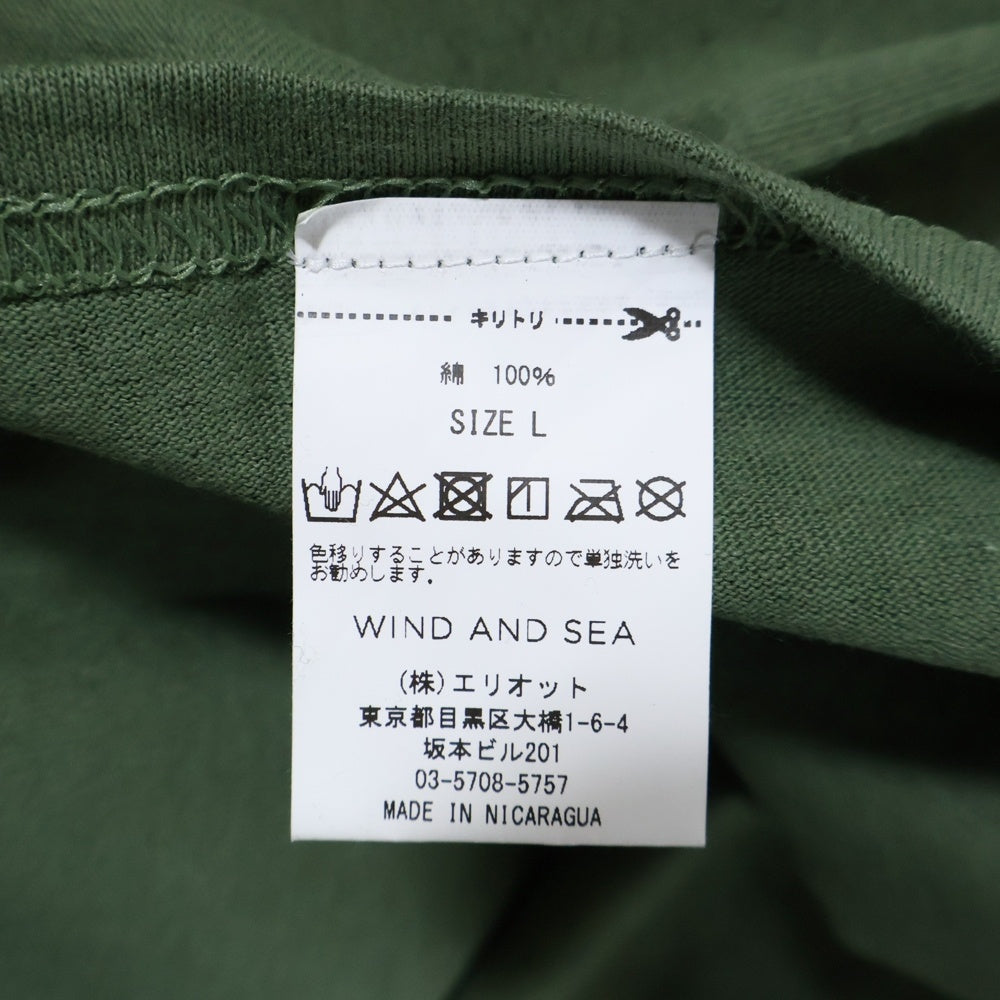 キリトリ
綿 100%
SIZE L
色移りすることがありますので単独洗いを
お勧めします。
WIND AND SEA
(株)エリオット
東京都目黒区大橋1-6-4
坂本ビル201
03-5708-5757
MADE IN NICARAGUA